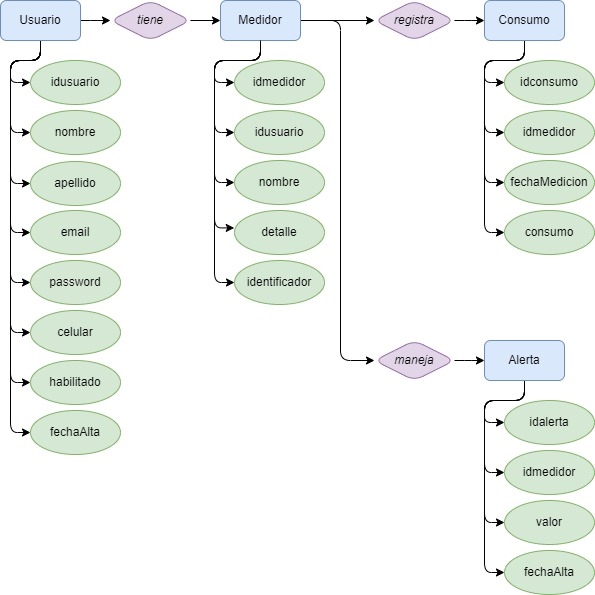 Usuario
tiene
Medidor
registra
Consumo
idusuario
nombre
apellido
email
password
celular
habilitado
fechaAlta
idmedidor
idusuario
nombre
detalle
identificador
idconsumo
idmedidor
fechaMedicion
consumo
maneja
Alerta
idalerta
idmedidor
valor
fechaAlta